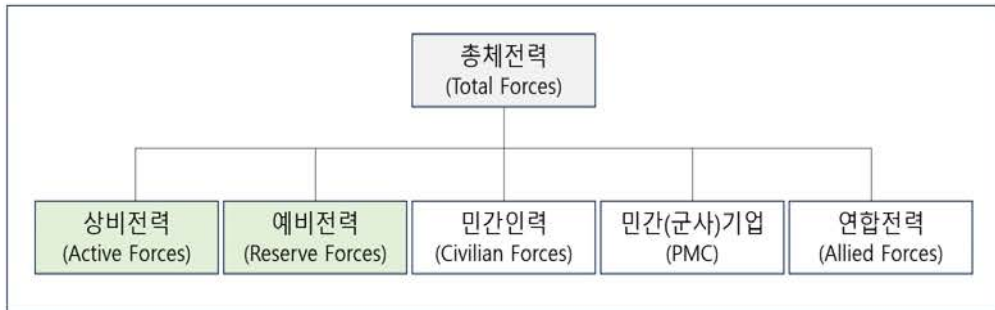 총체전력
(Total Forces)
상비전력
(Active Forces)
예비전력
(Reserve Forces)
민간인력
(Civilian Forces)
민간(군사)기업
(PMC)
연합전력
(Allied Forces)